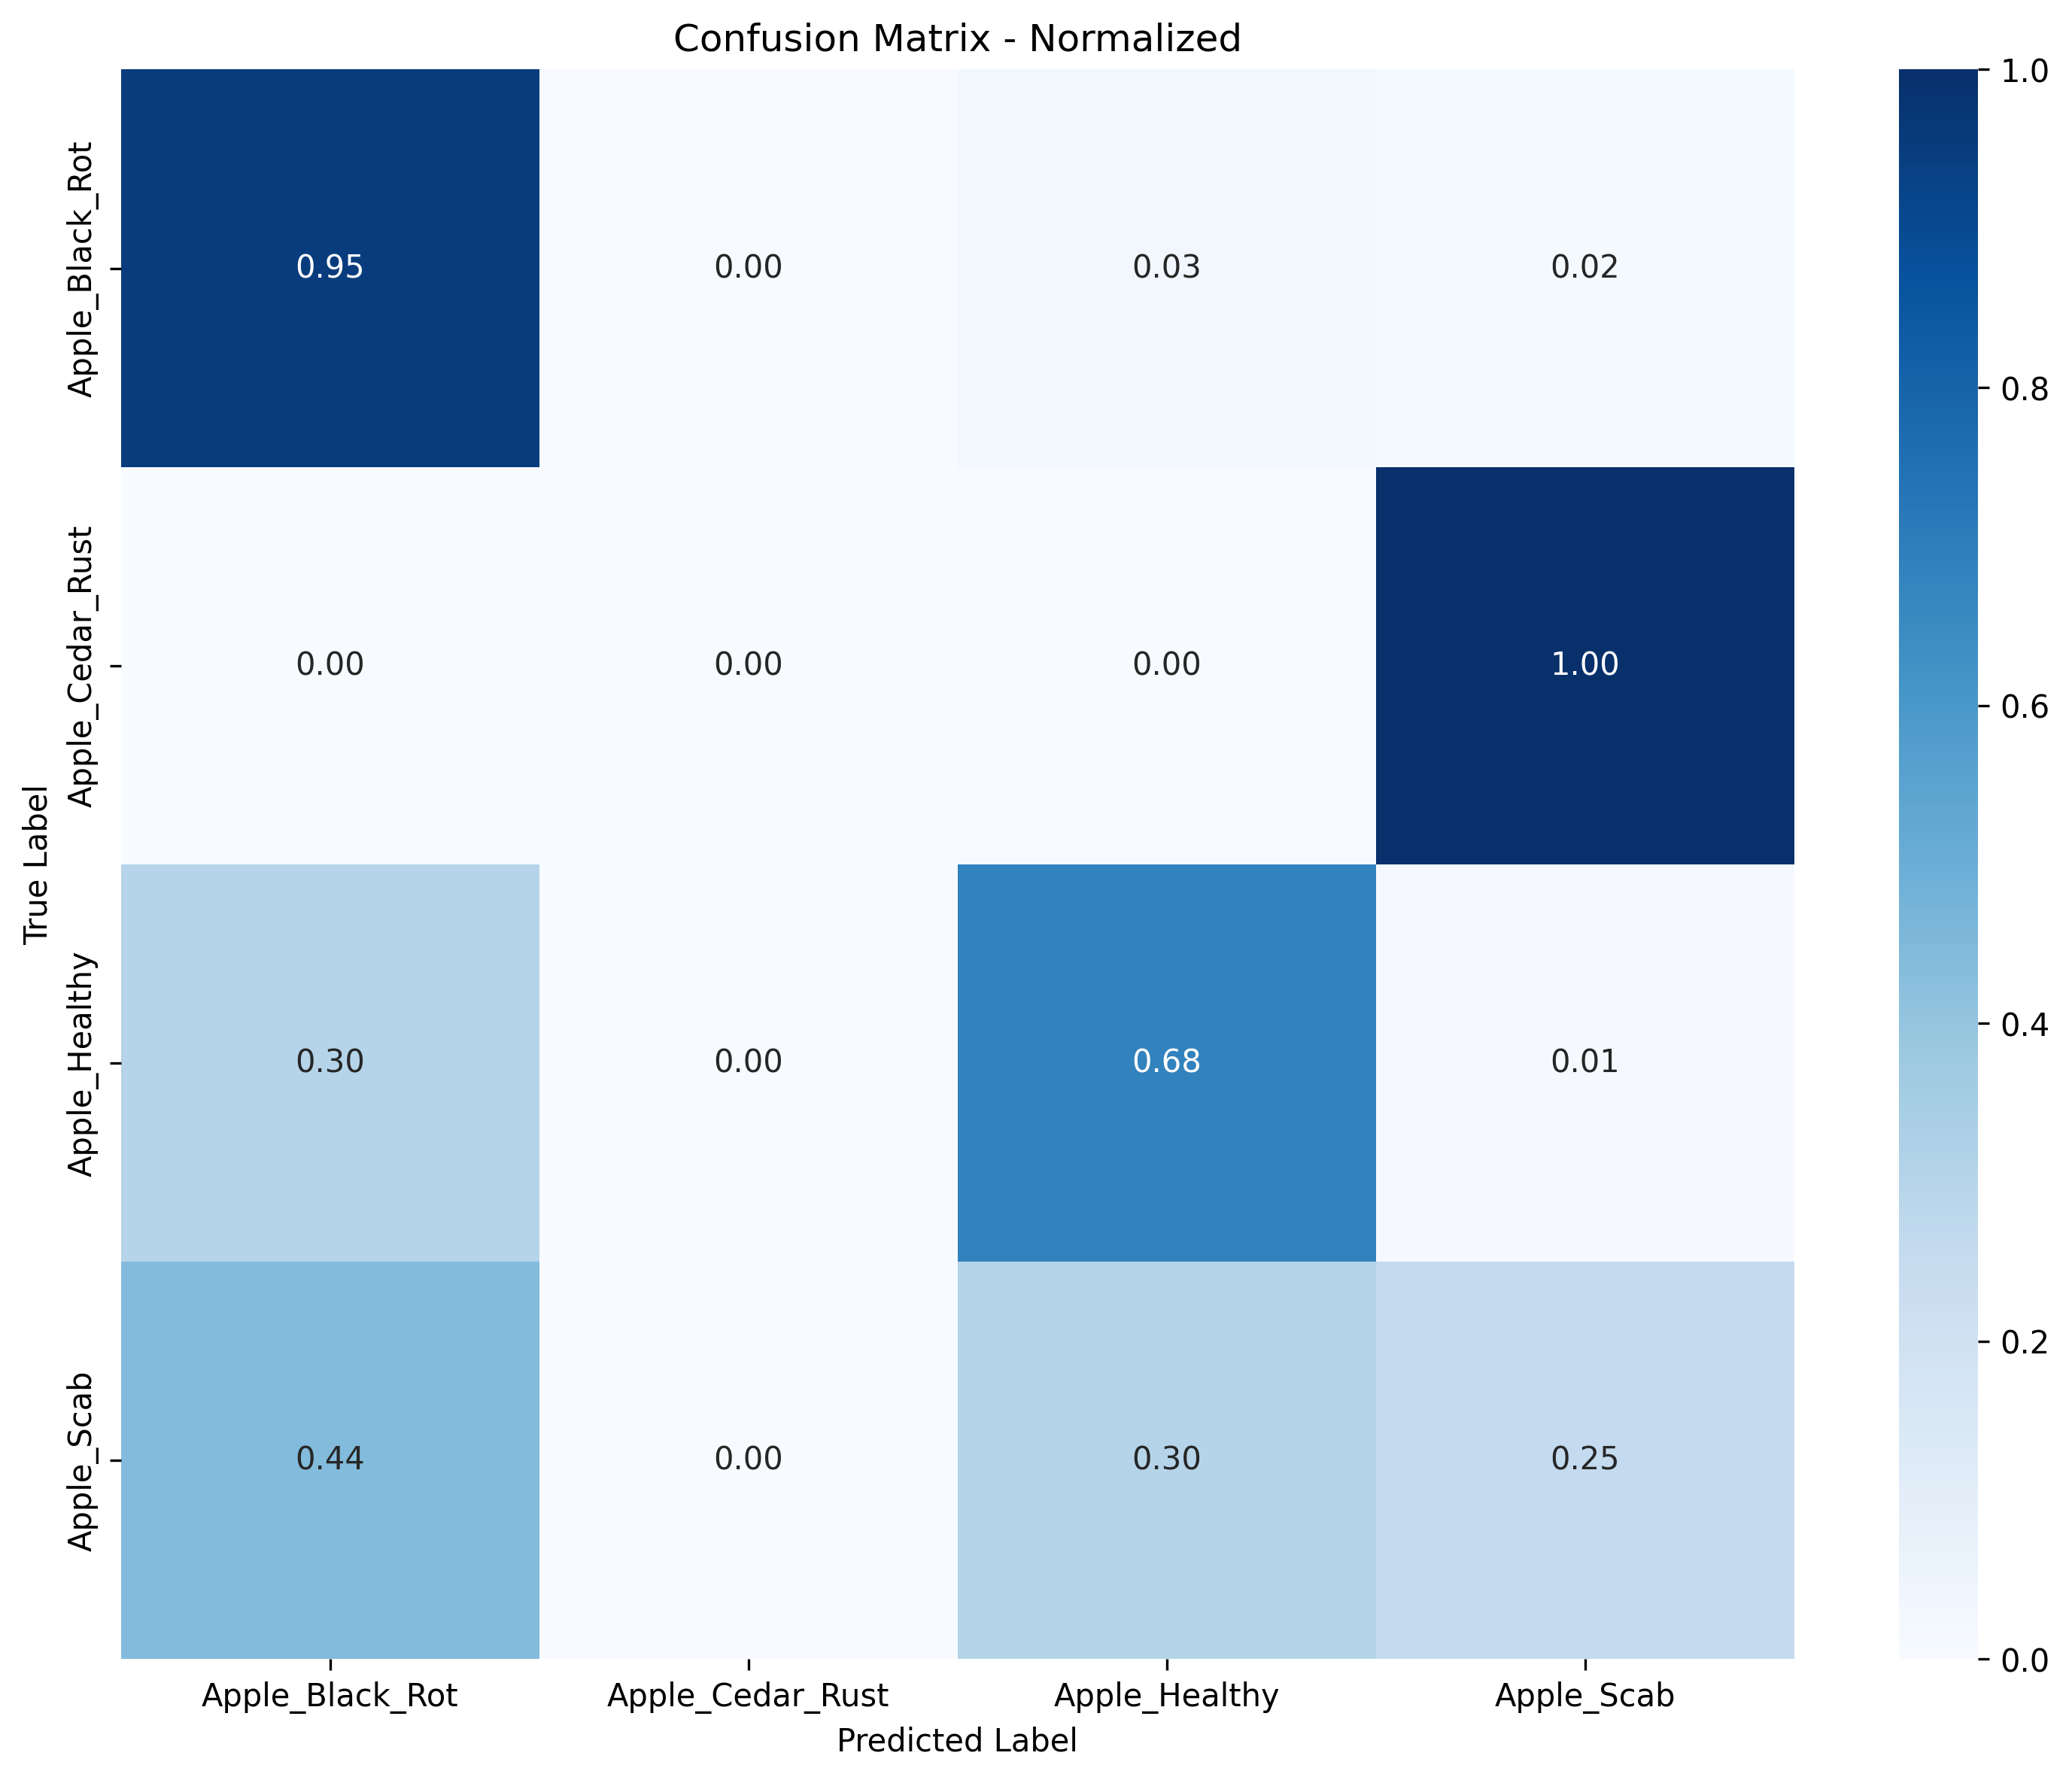 Confusion Matrix - Normalized
True Label
Apple_Black_Rot
0.95
0.00
0.03
0.02
Apple_Cedar_Rust
0.00
0.00
0.00
1.00
Apple_Healthy
0.30
0.00
0.68
0.01
Apple_Scab
0.44
0.00
0.30
0.25
Apple_Black_Rot
Apple_Cedar_Rust
Apple_Healthy
Apple_Scab
Predicted Label
1.0
0.8
0.6
0.4
0.2
0.0